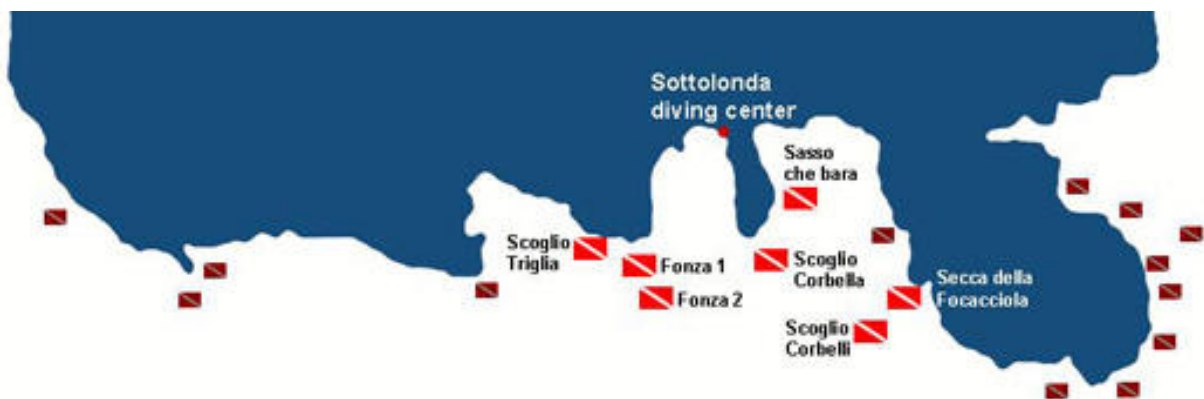 Sottolonda
diving center
Sasso
che bara
Scoglio
Triglia
Fonza 1
Scoglio
Corbella
Fonza 2
Secca della
Focacciola
Scoglio
Corbelli